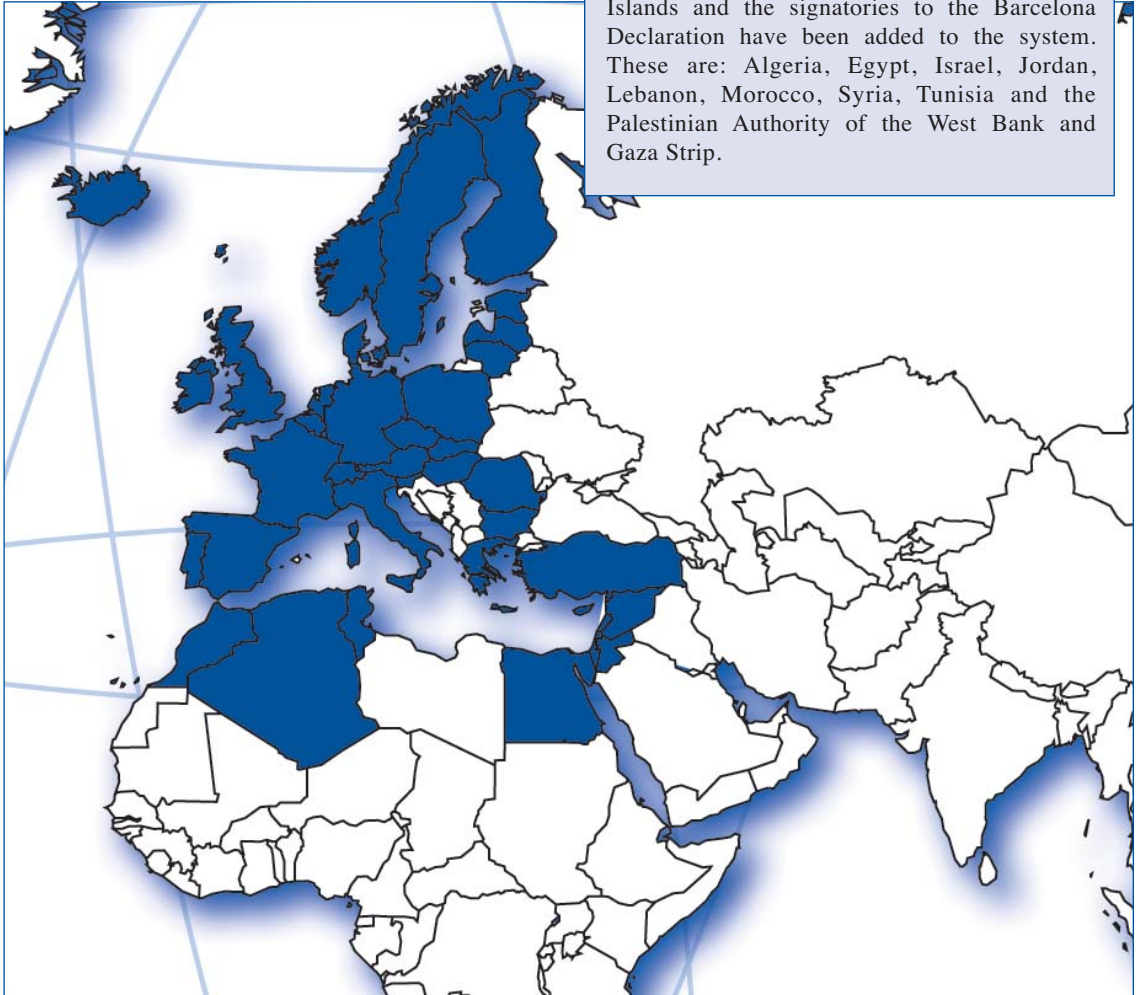 Islands and the signatories to the Barcelona
Declaration have been added to the system.
These are: Algeria, Egypt, Israel, Jordan,
Lebanon, Morocco, Syria, Tunisia and the
Palestinian Authority of the West Bank and
Gaza Strip.